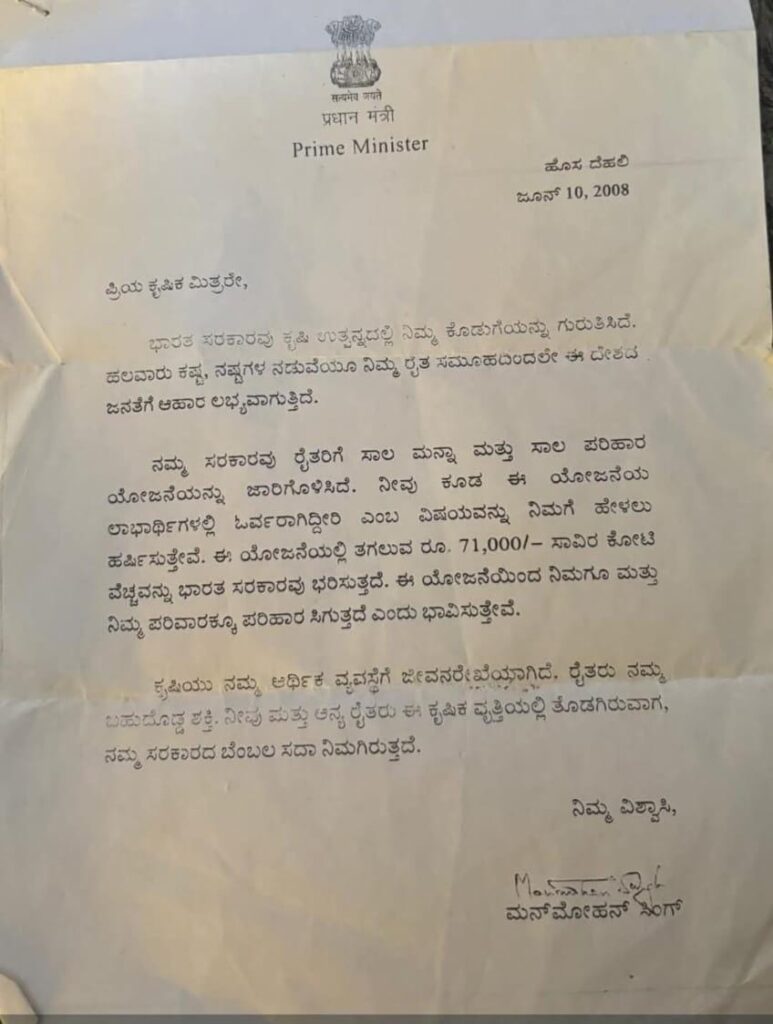 सत्यमेव जयते
प्रधान मंत्री
Prime Minister
ಹೊಸ ದೆಹಲಿ
ಜೂನ್ 10, 2008
ಪ್ರಿಯ ಕೃಷಿಕ ಮಿತ್ರರೇ,
ಭಾರತ ಸರಕಾರವು ಕೃಷಿ ಉತ್ಪನ್ನದಲ್ಲಿ ನಿಮ್ಮ ಕೊಡುಗೆಯನ್ನು ಗುರುತಿಸಿದೆ.
ಹಲವಾರು ಕಷ್ಟ, ನಷ್ಟಗಳ ನಡುವೆಯೂ ನಿಮ್ಮ ರೈತ ಸಮೂಹದಿಂದಲೇ ಈ ದೇಶದ
ಜನತೆಗೆ ಆಹಾರ ಲಭ್ಯವಾಗುತ್ತಿದೆ.
ನಮ್ಮ ಸರಕಾರವು ರೈತರಿಗೆ ಸಾಲ ಮನ್ನಾ ಮತ್ತು ಸಾಲ ಪರಿಹಾರ
ಯೋಜನೆಯನ್ನು ಜಾರಿಗೊಳಿಸಿದೆ. ನೀವು ಕೂಡ ಈ ಯೋಜನೆಯ
ಲಾಭಾರ್ಥಿಗಳಲ್ಲಿ ಓರ್ವರಾಗಿದ್ದೀರಿ ಎಂಬ ವಿಷಯವನ್ನು ನಿಮಗೆ ಹೇಳಲು
ಹರ್ಷಿಸುತ್ತೇವೆ. ಈ ಯೋಜನೆಯಲ್ಲಿ ತಗಲುವ ರೂ. 71,000/– ಸಾವಿರ ಕೋಟಿ
ವೆಚ್ಚವನ್ನು ಭಾರತ ಸರಕಾರವು ಭರಿಸುತ್ತದೆ. ಈ ಯೋಜನೆಯಿಂದ ನಿಮಗೂ ಮತ್ತು
ನಿಮ್ಮ ಪರಿವಾರಕ್ಕೂ ಪರಿಹಾರ ಸಿಗುತ್ತದೆ ಎಂದು ಭಾವಿಸುತ್ತೇವೆ.
ಕೃಷಿಯು ನಮ್ಮ ಆರ್ಥಿಕ ವ್ಯವಸ್ಥೆಗೆ ಜೀವನರೇಖೆಯಾಗಿದೆ. ರೈತರು ನಮ್ಮ
ಬಹುದೊಡ್ಡ ಶಕ್ತಿ. ನೀವು ಮತ್ತು ಅನ್ಯ ರೈತರು ಈ ಕೃಷಿಕ ವೃತ್ತಿಯಲ್ಲಿ ತೊಡಗಿರುವಾಗ,
ನಮ್ಮ ಸರಕಾರದ ಬೆಂಬಲ ಸದಾ ನಿಮಗಿರುತ್ತದೆ.
ನಿಮ್ಮ ವಿಶ್ವಾಸಿ,
Manmohan Singh
ಮನ್‌ಮೋಹನ್ ಸಿಂಗ್